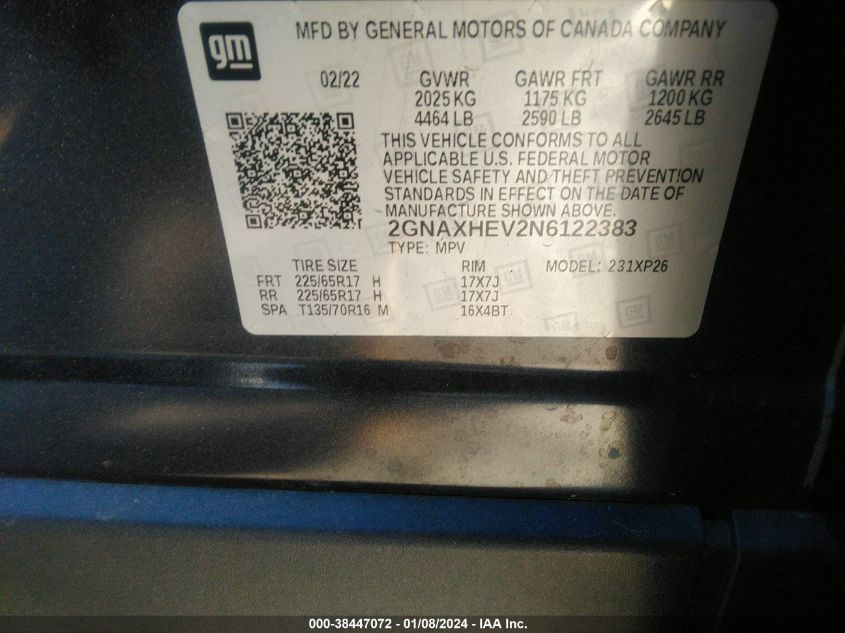 gm
MFD BY GENERAL MOTORS OF CANADA COMPANY
02/22 GVWR GAWR FRT GAWR RR
2025 KG 1175 KG 1200 KG
4464 LB 2590 LB 2645 LB
THIS VEHICLE CONFORMS TO ALL
APPLICABLE U.S. FEDERAL MOTOR
VEHICLE SAFETY AND THEFT PREVENTION
STANDARDS IN EFFECT ON THE DATE OF
MANUFACTURE SHOWN ABOVE.
2GNAXHEV2N6122383
TYPE: MPV
TIRE SIZE RIM MODEL: 231XP26
FRT 225/65R17 H 17X7J
RR 225/65R17 H 17X7J
SPA T135/70R16 M 16X4BT
000-38447072 - 01/08/2024 - IAA Inc.